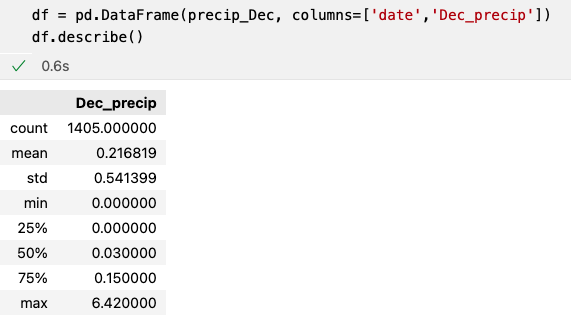 df = pd.DataFrame(precip_Dec, columns=['date','Dec_precip'])
df.describe()
✓ 0.6s
Dec_precip
count 1405.000000
mean 0.216819
std 0.541399
min 0.000000
25% 0.000000
50% 0.030000
75% 0.150000
max 6.420000